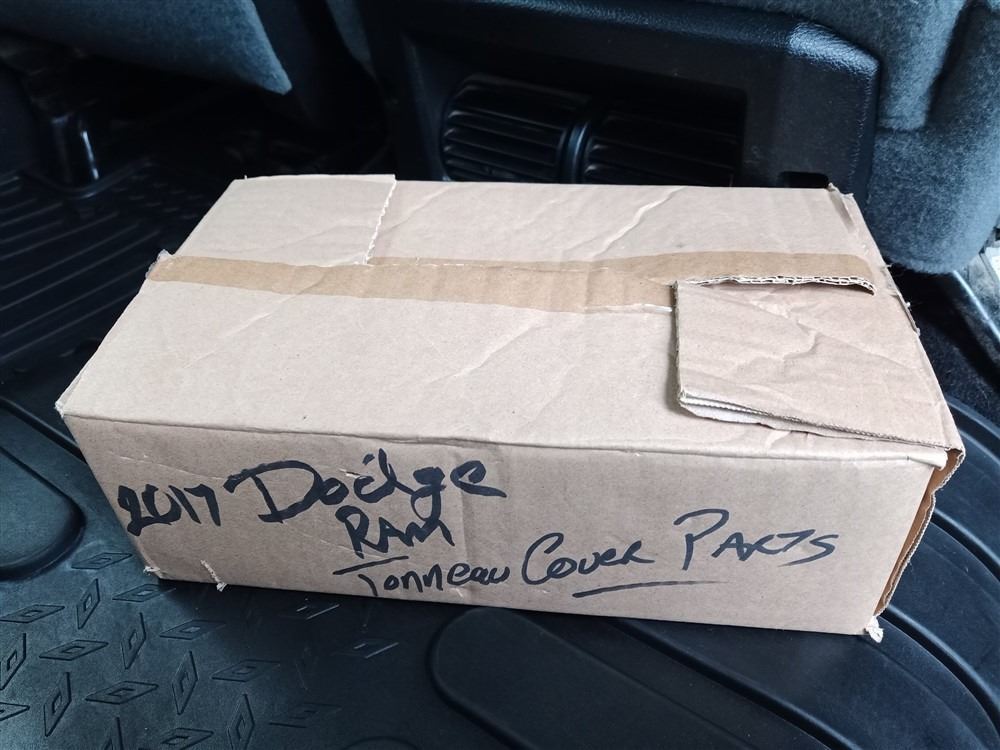 2017 Dodge
RAM
Tonneau Cover PARTS